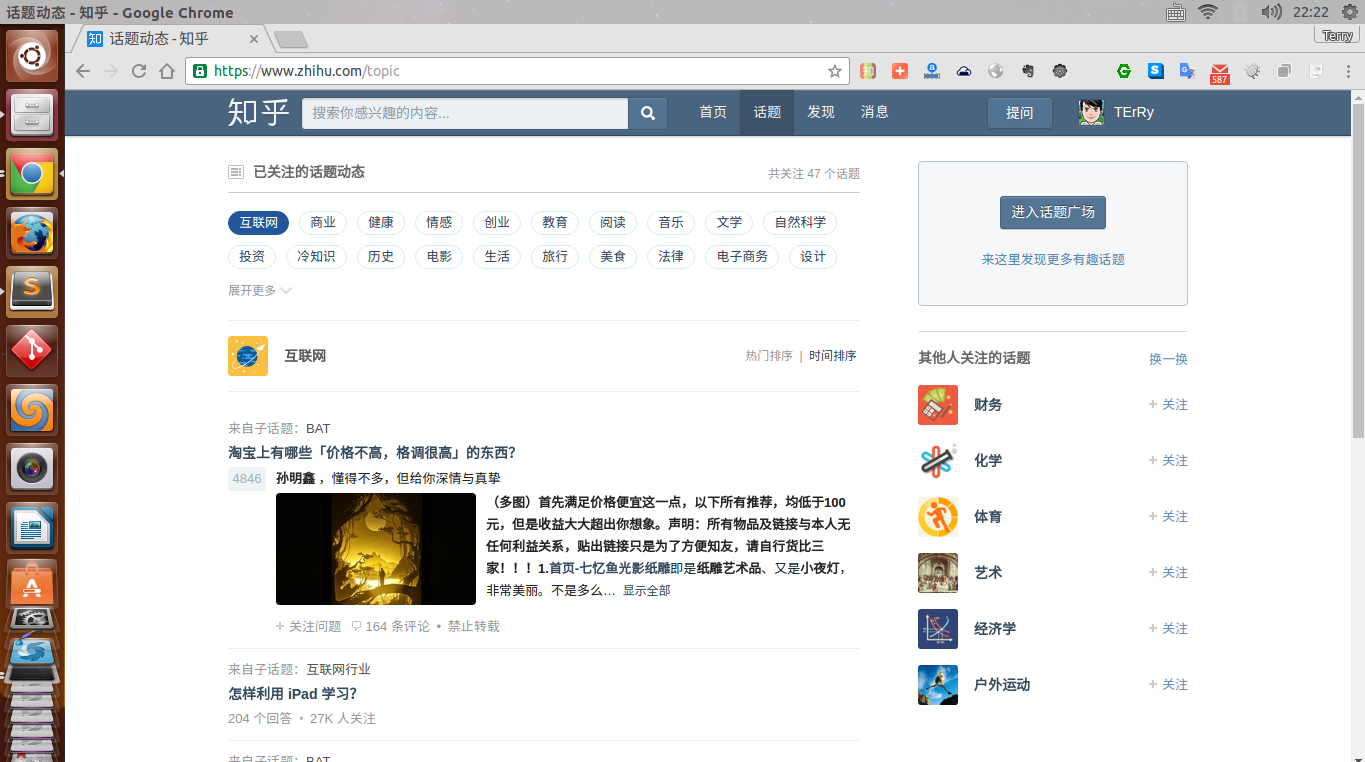 话题动态 - 知乎 - Google Chrome
22:22
知 话题动态 - 知乎
Terry
https://www.zhihu.com/topic
587
知乎
搜索你感兴趣的内容...
首页 话题 发现 消息
提问
TErRy
已关注的话题动态
共关注 47 个话题
互联网 商业 健康 情感 创业 教育 阅读 音乐 文学 自然科学
投资 冷知识 历史 电影 生活 旅行 美食 法律 电子商务 设计
展开更多
互联网
热门排序 | 时间排序
来自子话题：BAT
淘宝上有哪些「价格不高，格调很高」的东西？
4846
孙明鑫 ，懂得不多，但给你深情与真挚
（多图）首先满足价格便宜这一点，以下所有推荐，均低于100
元，但是收益大大超出你想象。声明：所有物品及链接与本人无
任何利益关系，贴出链接只是为了方便知友，请自行货比三
家！！！1.首页-七忆鱼光影纸雕即是纸雕艺术品、又是小夜灯，
非常美丽。不是多么… 显示全部
+ 关注问题 164 条评论 • 禁止转载
来自子话题：互联网行业
怎样利用 iPad 学习？
204 个回答 • 27K 人关注
来自子话题：BAT
进入话题广场
来这里发现更多有趣话题
其他人关注的话题
换一换
财务
+ 关注
化学
+ 关注
体育
+ 关注
艺术
+ 关注
经济学
+ 关注
户外运动
+ 关注